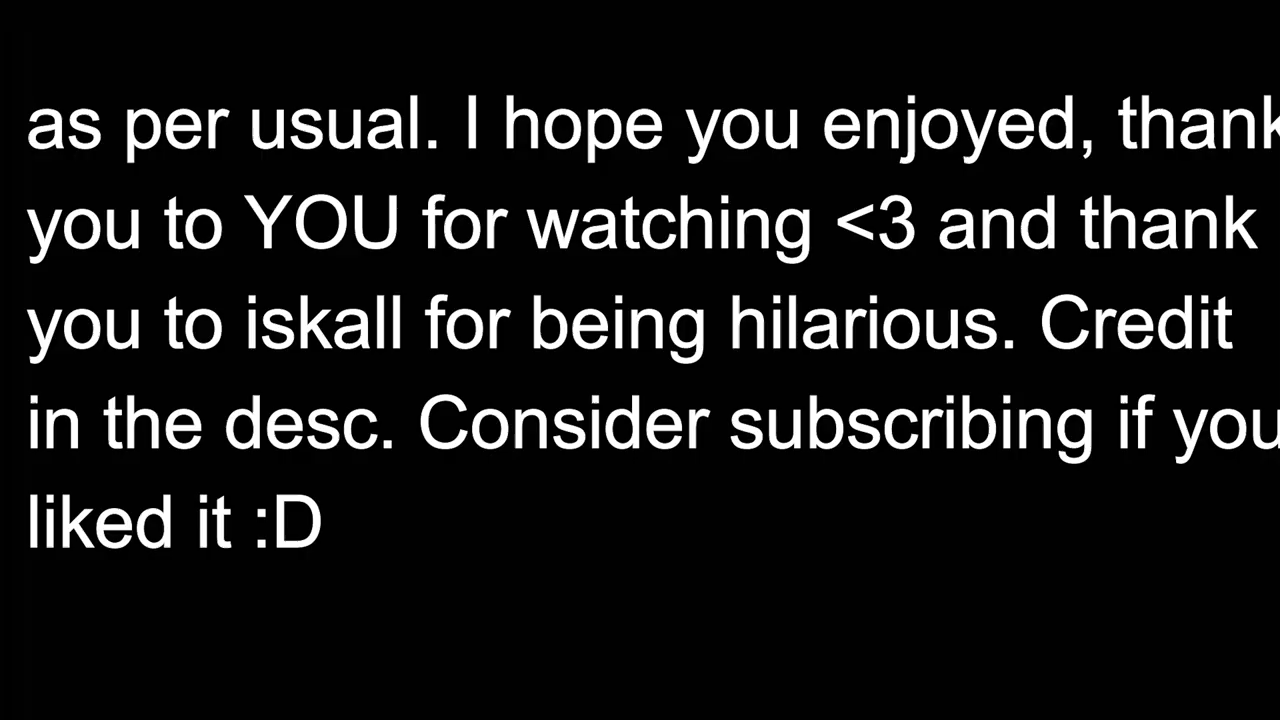 as per usual. I hope you enjoyed, thank
you to YOU for watching <3 and thank
you to iskall for being hilarious. Credit
in the desc. Consider subscribing if you
liked it :D